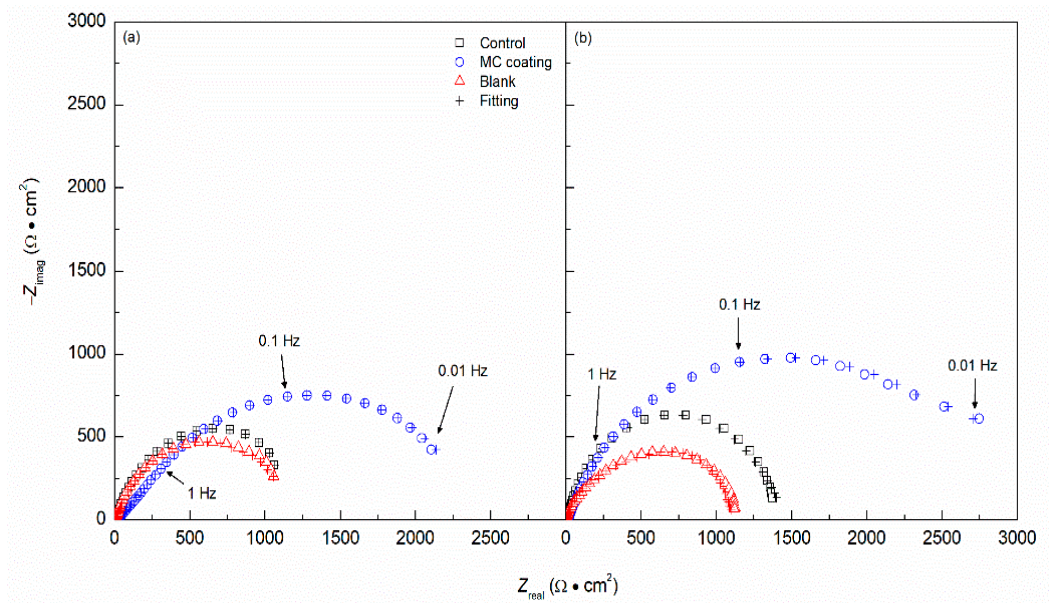 3000
2500
2000
1500
1000
500
0
−Zimag (Ω • cm²)
(a)
Control
MC coating
Blank
Fitting
0.1 Hz
0.01 Hz
1 Hz
0 500 1000 1500 2000 2500
(b)
0.1 Hz
1 Hz
0.01 Hz
0 500 1000 1500 2000 2500 3000
Zreal (Ω • cm²)